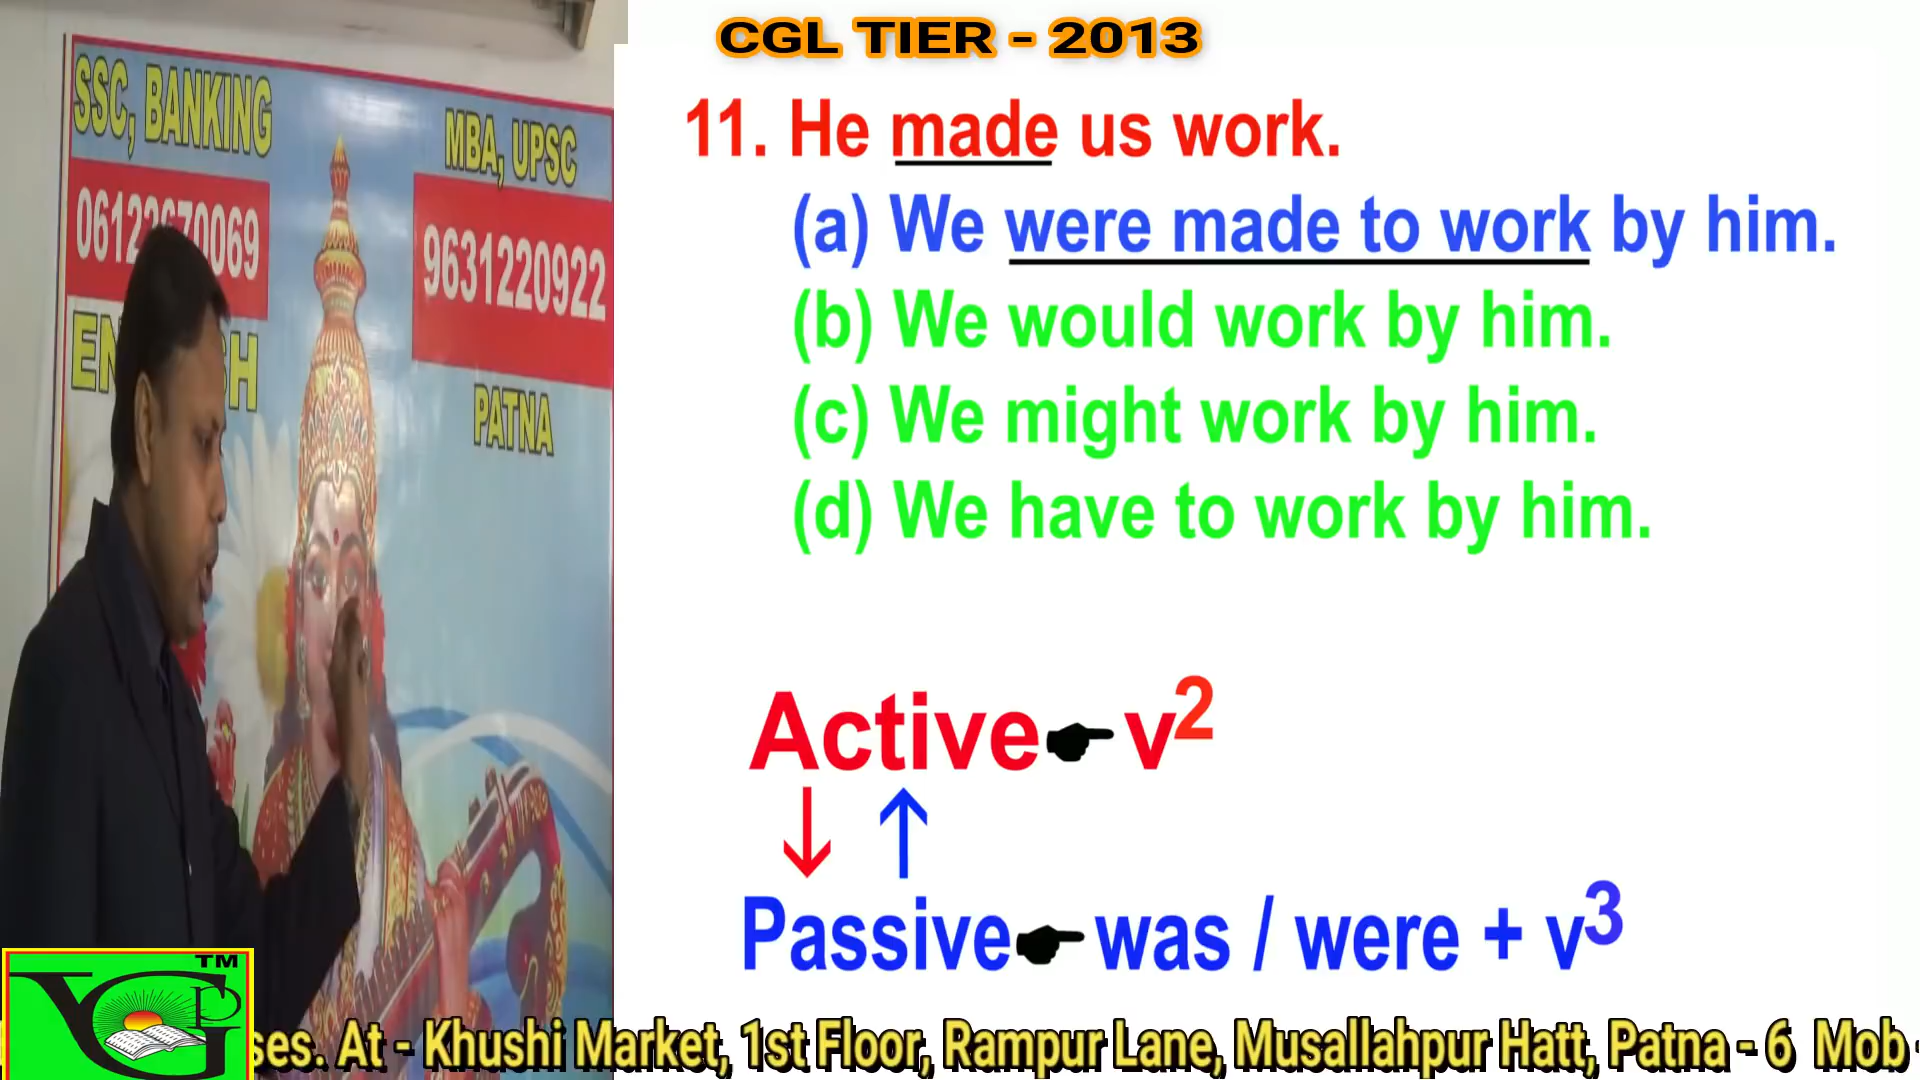 CGL TIER - 2013
SSC, BANKING
MBA, UPSC
9631220922
PATNA
11. He made us work.
(a) We were made to work by him.
(b) We would work by him.
(c) We might work by him.
(d) We have to work by him.
Active v2
Passive was / were + v3
TM
At - Khushi Market, 1st Floor, Rampur Lane, Musallahpur Hatt, Patna - 6 Mob